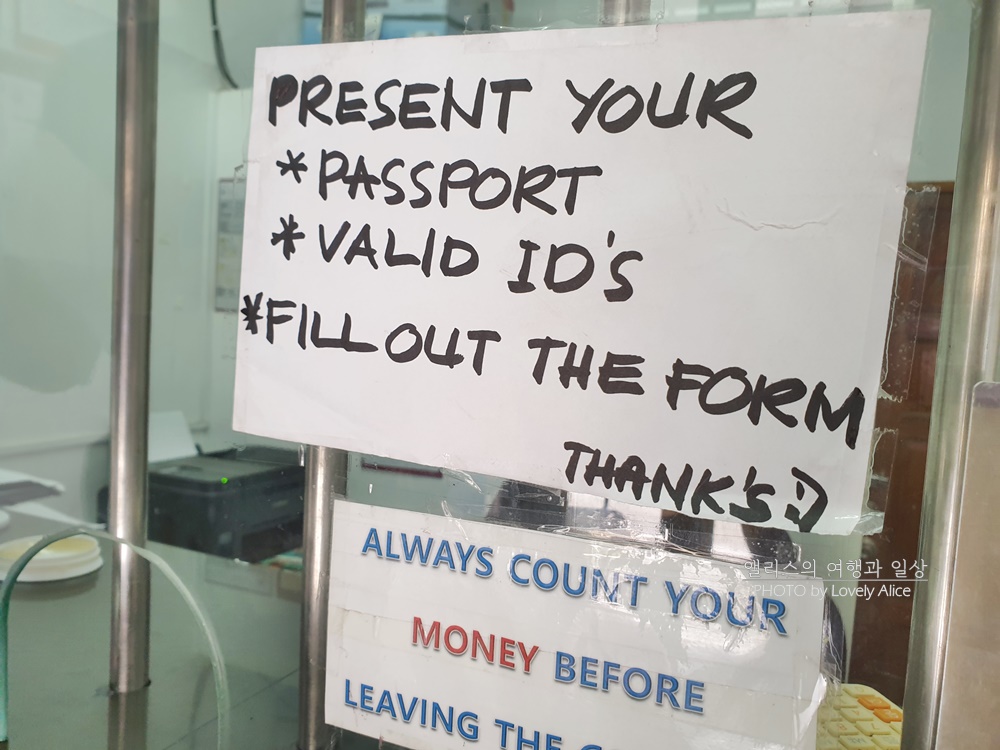 PRESENT YOUR
*PASSPORT
*VALID ID'S
*FILL OUT THE FORM
THANK'S :)
ALWAYS COUNT YOUR
MONEY BEFORE
LEAVING THE
앨리스의 여행과 일상
PHOTO by Lovely Alice